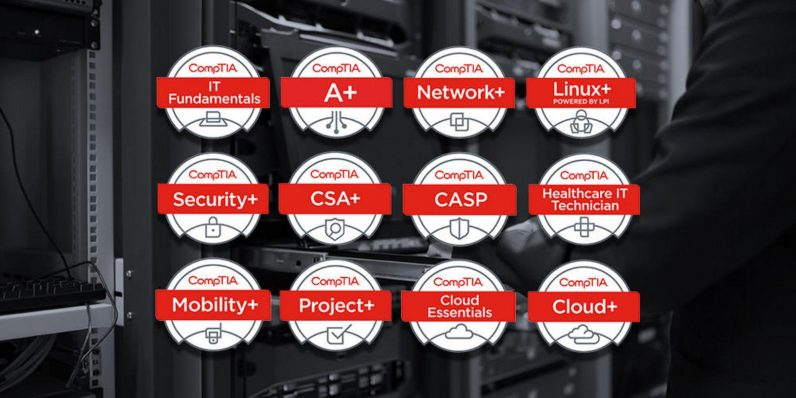 CompTIA.
IT
Fundamentals
CompTIA.
A+
CompTIA.
Network+
CompTIA.
Linux+
POWERED BY LPI
CompTIA.
Security+
CompTIA.
CSA+
CompTIA.
CASP
CompTIA.
Healthcare IT
Technician
CompTIA.
Mobility+
CompTIA.
Project+
CompTIA.
Cloud
Essentials
CompTIA.
Cloud+